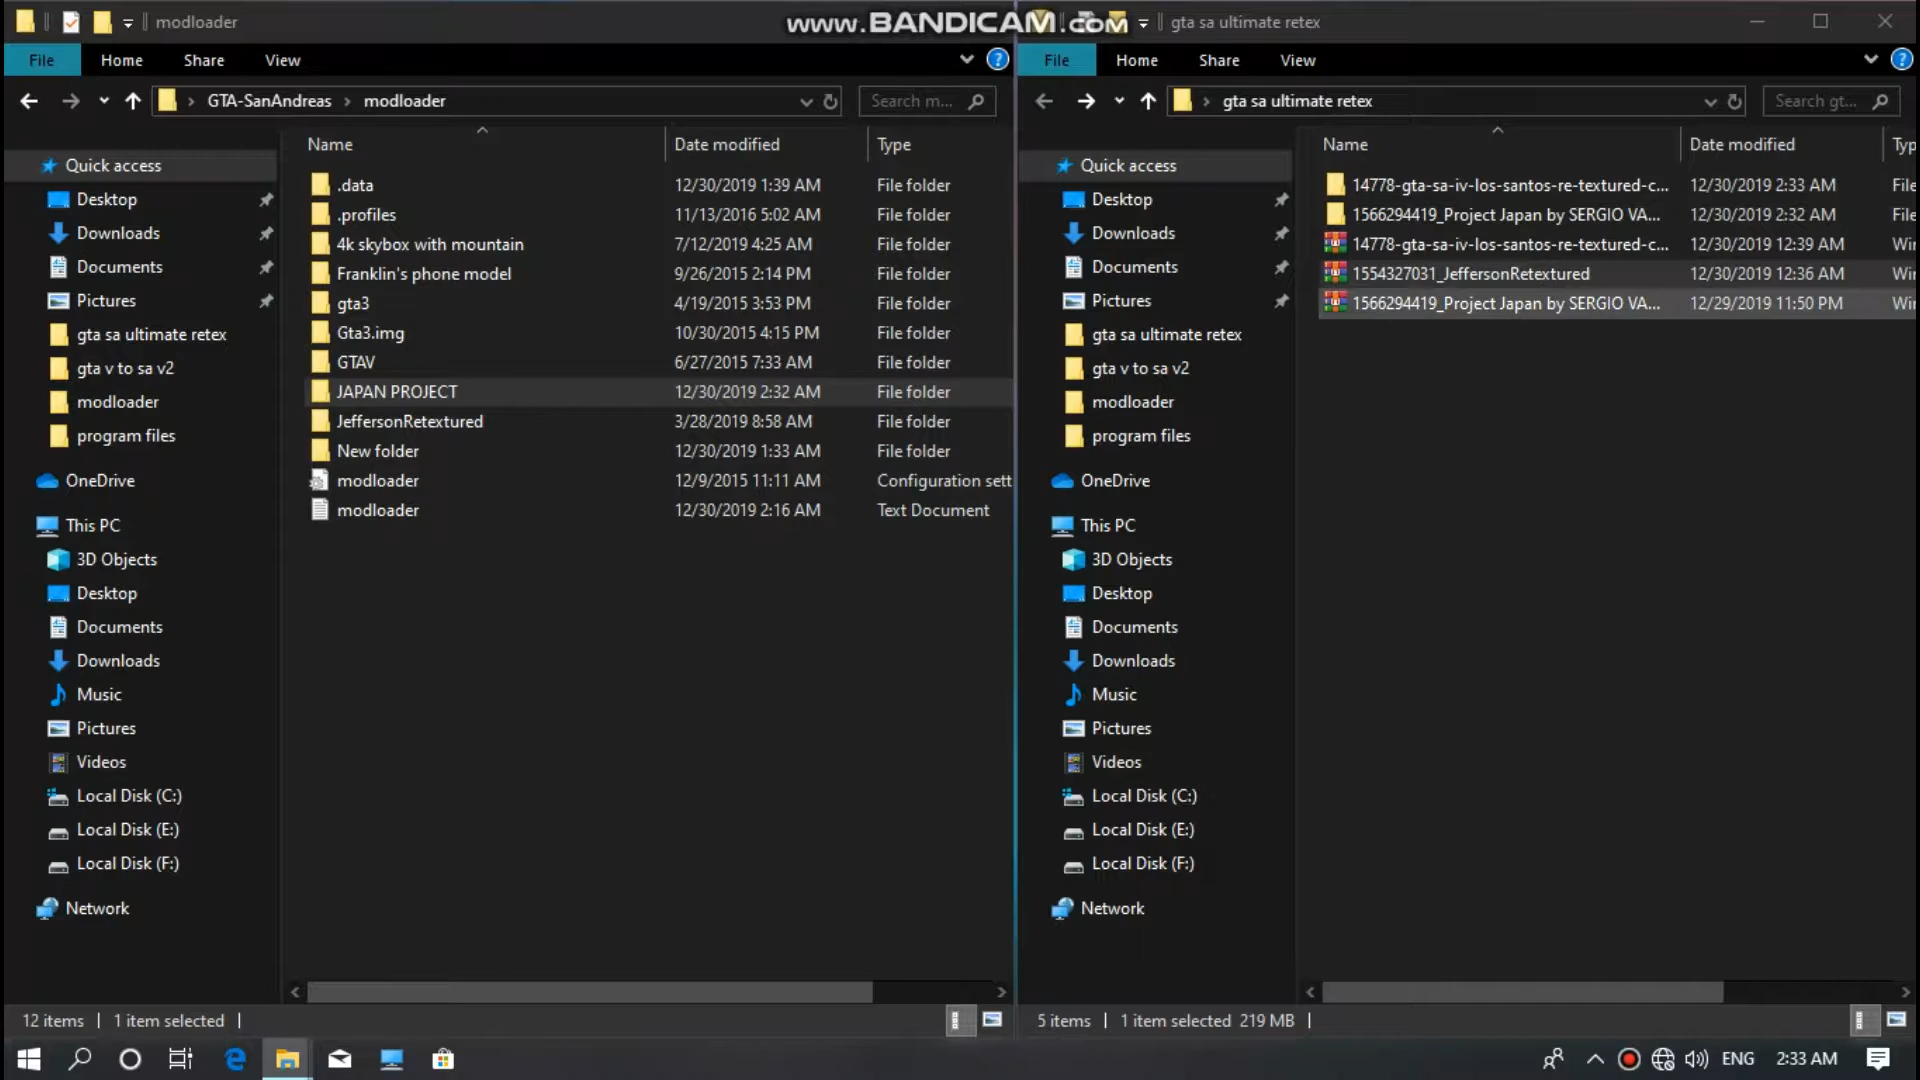 modloader
www.BANDICAM.com
gta sa ultimate retex
File Home Share View
File Home Share View
GTA-SanAndreas > modloader
Search m...
gta sa ultimate retex
Search gt...
Quick access
Desktop
Downloads
Documents
Pictures
gta sa ultimate retex
gta v to sa v2
modloader
program files
OneDrive
This PC
3D Objects
Desktop
Documents
Downloads
Music
Pictures
Videos
Local Disk (C:)
Local Disk (E:)
Local Disk (F:)
Network
Name Date modified Type
.data 12/30/2019 1:39 AM File folder
.profiles 11/13/2016 5:02 AM File folder
4k skybox with mountain 7/12/2019 4:25 AM File folder
Franklin's phone model 9/26/2015 2:14 PM File folder
gta3 4/19/2015 3:53 PM File folder
Gta3.img 10/30/2015 4:15 PM File folder
GTAV 6/27/2015 7:33 AM File folder
JAPAN PROJECT 12/30/2019 2:32 AM File folder
JeffersonRetextured 3/28/2019 8:58 AM File folder
New folder 12/30/2019 1:33 AM File folder
modloader 12/9/2015 11:11 AM Configuration sett
modloader 12/30/2019 2:16 AM Text Document
12 items | 1 item selected |
Quick access
Desktop
Downloads
Documents
Pictures
gta sa ultimate retex
gta v to sa v2
modloader
program files
OneDrive
This PC
3D Objects
Desktop
Documents
Downloads
Music
Pictures
Videos
Local Disk (C:)
Local Disk (E:)
Local Disk (F:)
Network
Name Date modified Typ
14778-gta-sa-iv-los-santos-re-textured-c... 12/30/2019 2:33 AM File
1566294419_Project Japan by SERGIO VA... 12/30/2019 2:32 AM File
14778-gta-sa-iv-los-santos-re-textured-c... 12/30/2019 12:39 AM Wi
1554327031_JeffersonRetextured 12/30/2019 12:36 AM Wi
1566294419_Project Japan by SERGIO VA... 12/29/2019 11:50 PM Wi
5 items | 1 item selected 219 MB |
ENG 2:33 AM